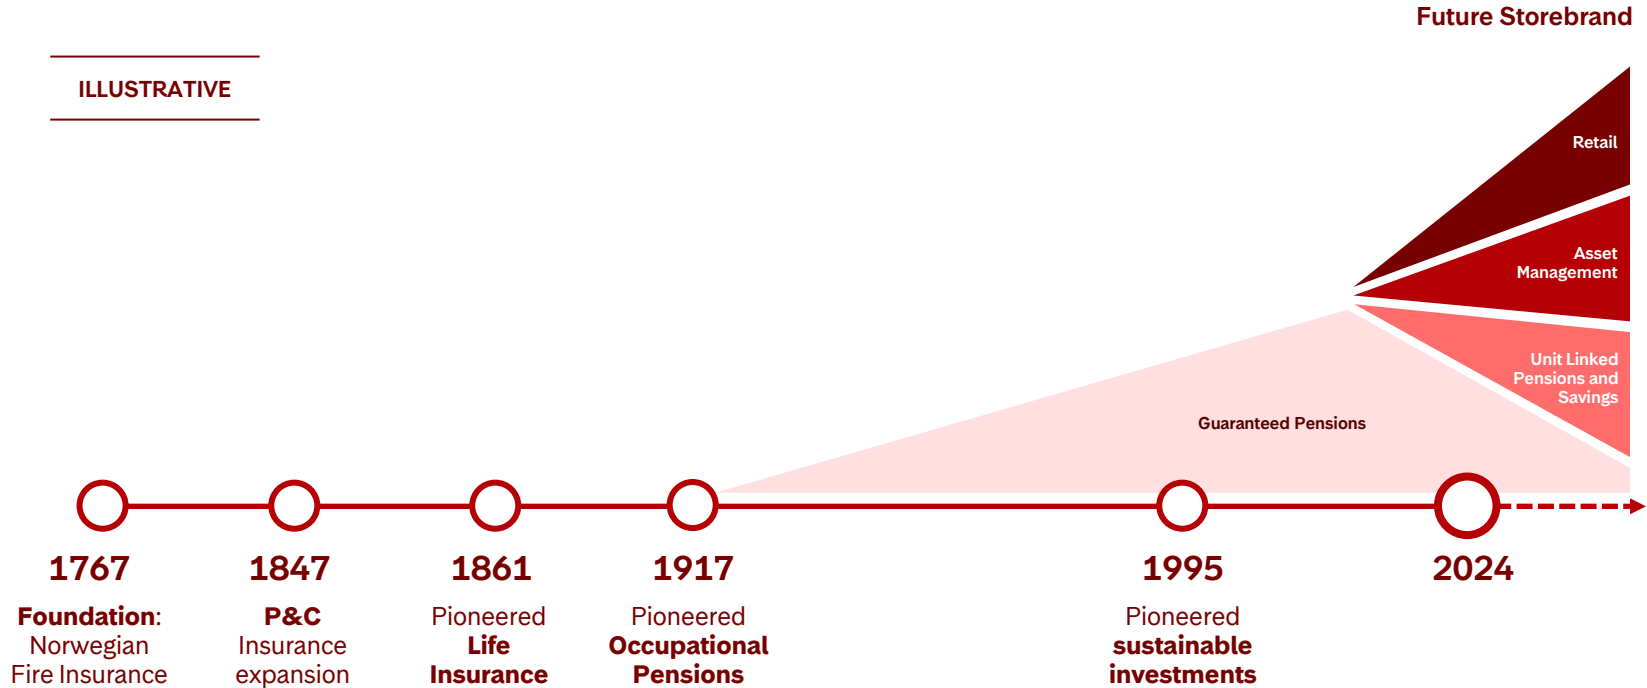 Future Storebrand
ILLUSTRATIVE
Retail
Asset
Management
Unit Linked
Pensions and
Savings
Guaranteed Pensions
1767
Foundation:
Norwegian
Fire Insurance
1847
P&C
Insurance
expansion
1861
Pioneered
Life
Insurance
1917
Pioneered
Occupational
Pensions
1995
Pioneered
sustainable
investments
2024